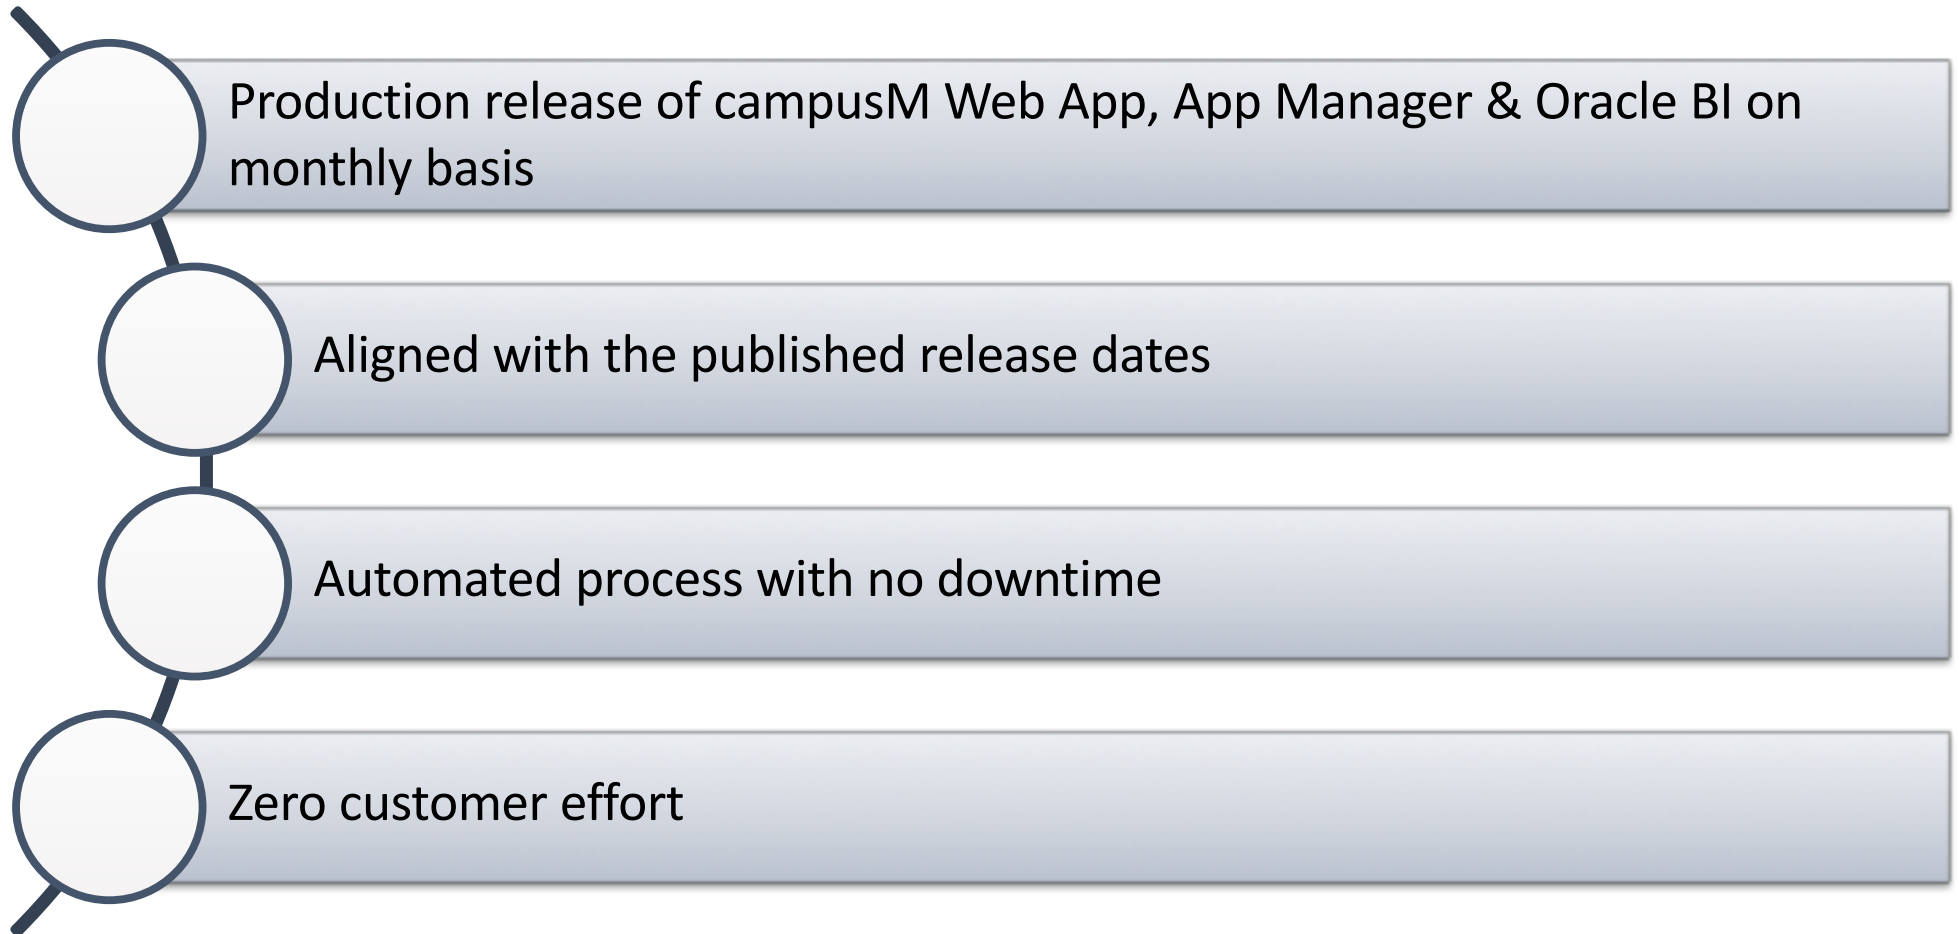 Production release of campusM Web App, App Manager & Oracle BI on
monthly basis
Aligned with the published release dates
Automated process with no downtime
Zero customer effort